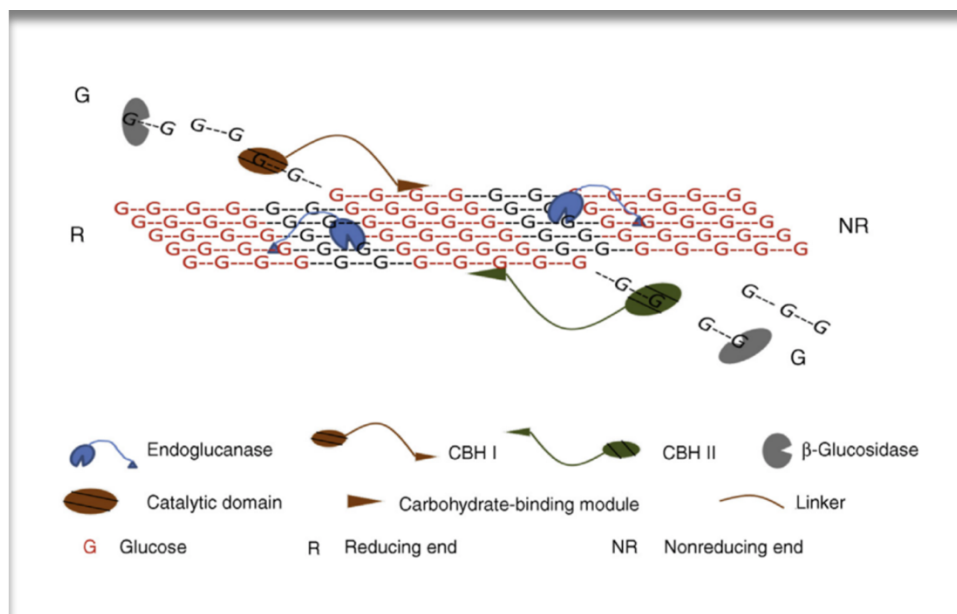 G
G---G G---G
G---G
G---G---G---G---G---G---G---G---G---G---G
G---G---G---G---G---G---G---G---G---G---G---G---G---G---G---G
R G---G---G---G---G---G---G---G---G---G---G---G---G---G---G---G---G NR
G---G---G---G---G---G---G---G---G---G---G---G---G---G---G---G
G---G---G---G---G---G---G---G---G---G---G---G---G---G---G---G---G
G---G---G---G---G---G---G---G---G---G---G
G---G G---G---G
G---G G
Endoglucanase CBH I CBH II β-Glucosidase
Catalytic domain Carbohydrate-binding module Linker
G Glucose R Reducing end NR Nonreducing end